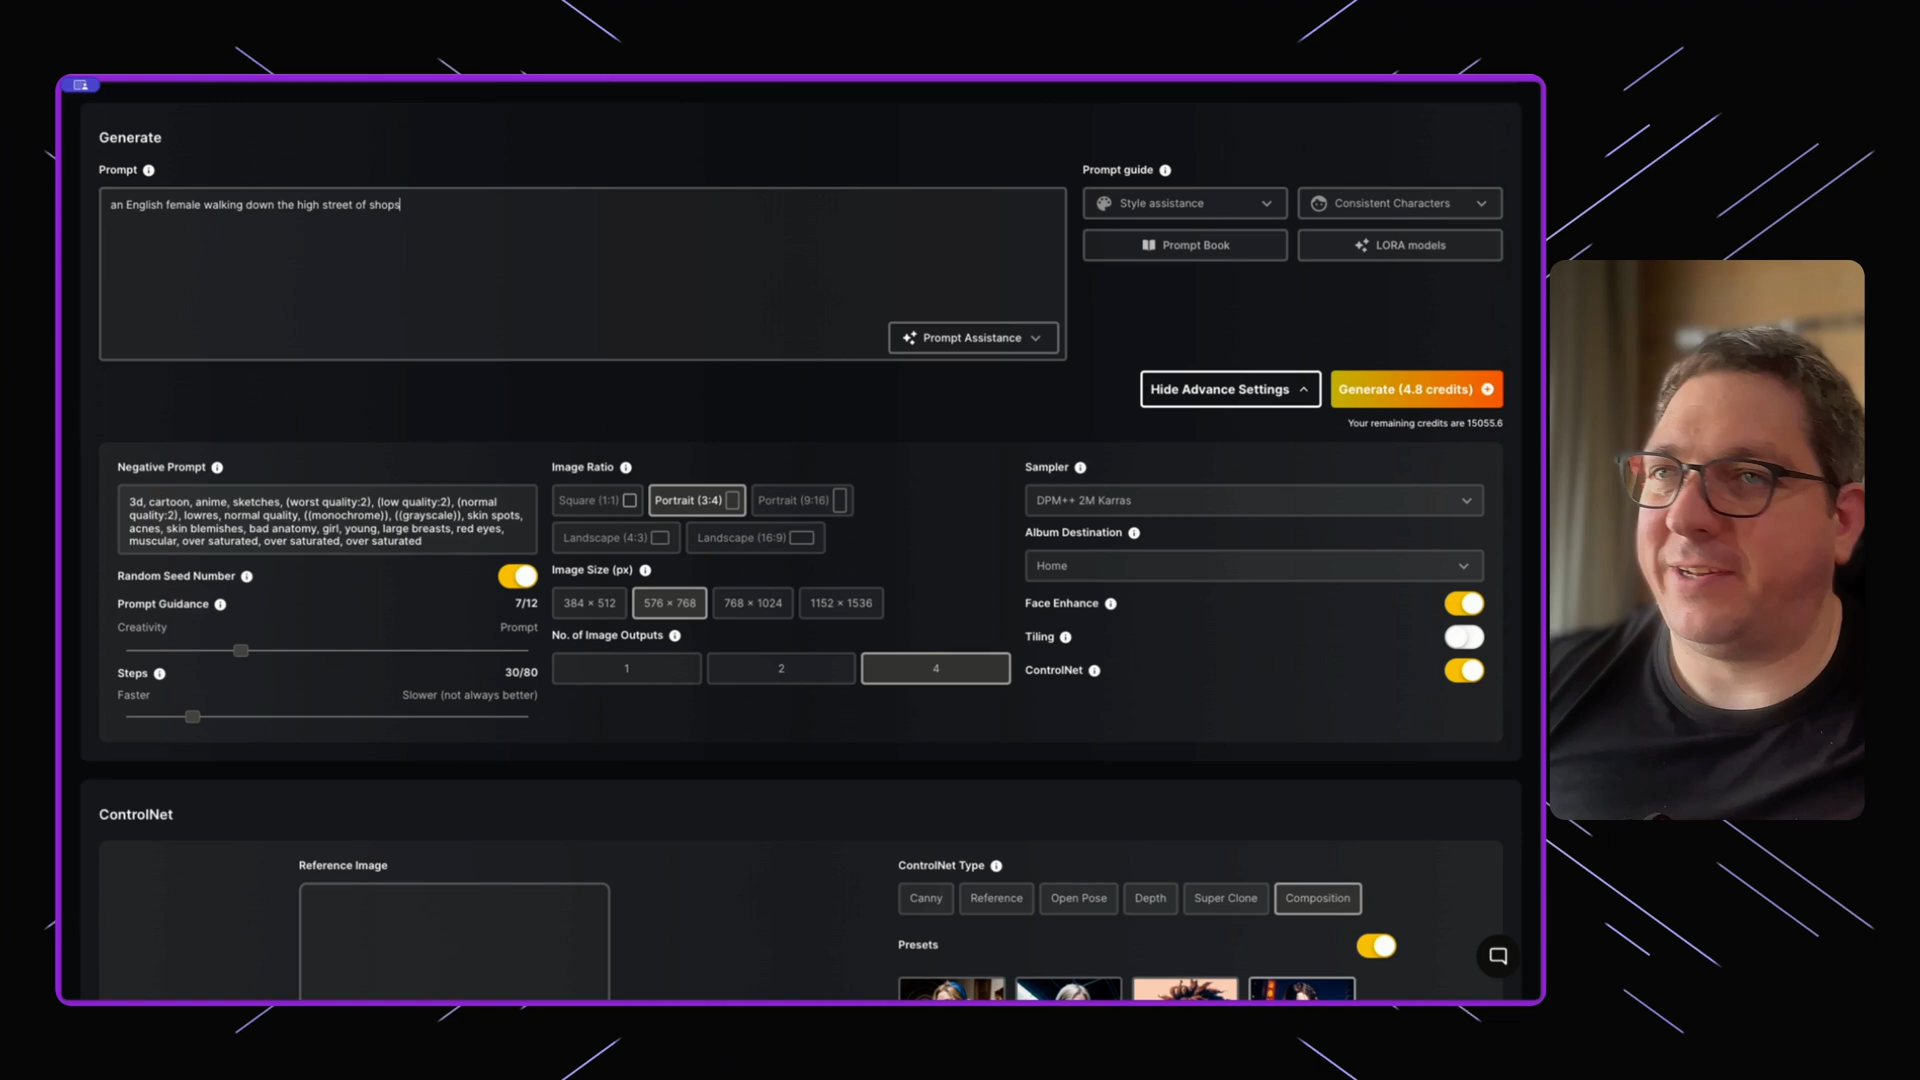 Generate
Prompt
Prompt guide
an English female walking down the high street of shops
Style assistance
Consistent Characters
Prompt Book
LORA models
Prompt Assistance
Hide Advance Settings
Generate (4.8 credits)
Your remaining credits are 15055.6
Negative Prompt
3d, cartoon, anime, sketches, (worst quality:2), (low quality:2), (normal
quality:2), lowres, normal quality, ((monochrome)), ((grayscale)), skin spots,
acnes, skin blemishes, bad anatomy, girl, young, large breasts, red eyes,
muscular, over saturated, over saturated, over saturated
Random Seed Number
Prompt Guidance
7/12
Creativity
Prompt
Steps
30/80
Faster
Slower (not always better)
Image Ratio
Square (1:1)
Portrait (3:4)
Portrait (9:16)
Landscape (4:3)
Landscape (16:9)
Image Size (px)
384 × 512
576 × 768
768 × 1024
1152 × 1536
No. of Image Outputs
1
2
4
Sampler
DPM++ 2M Karras
Album Destination
Home
Face Enhance
Tiling
ControlNet
ControlNet
Reference Image
ControlNet Type
Canny
Reference
Open Pose
Depth
Super Clone
Composition
Presets